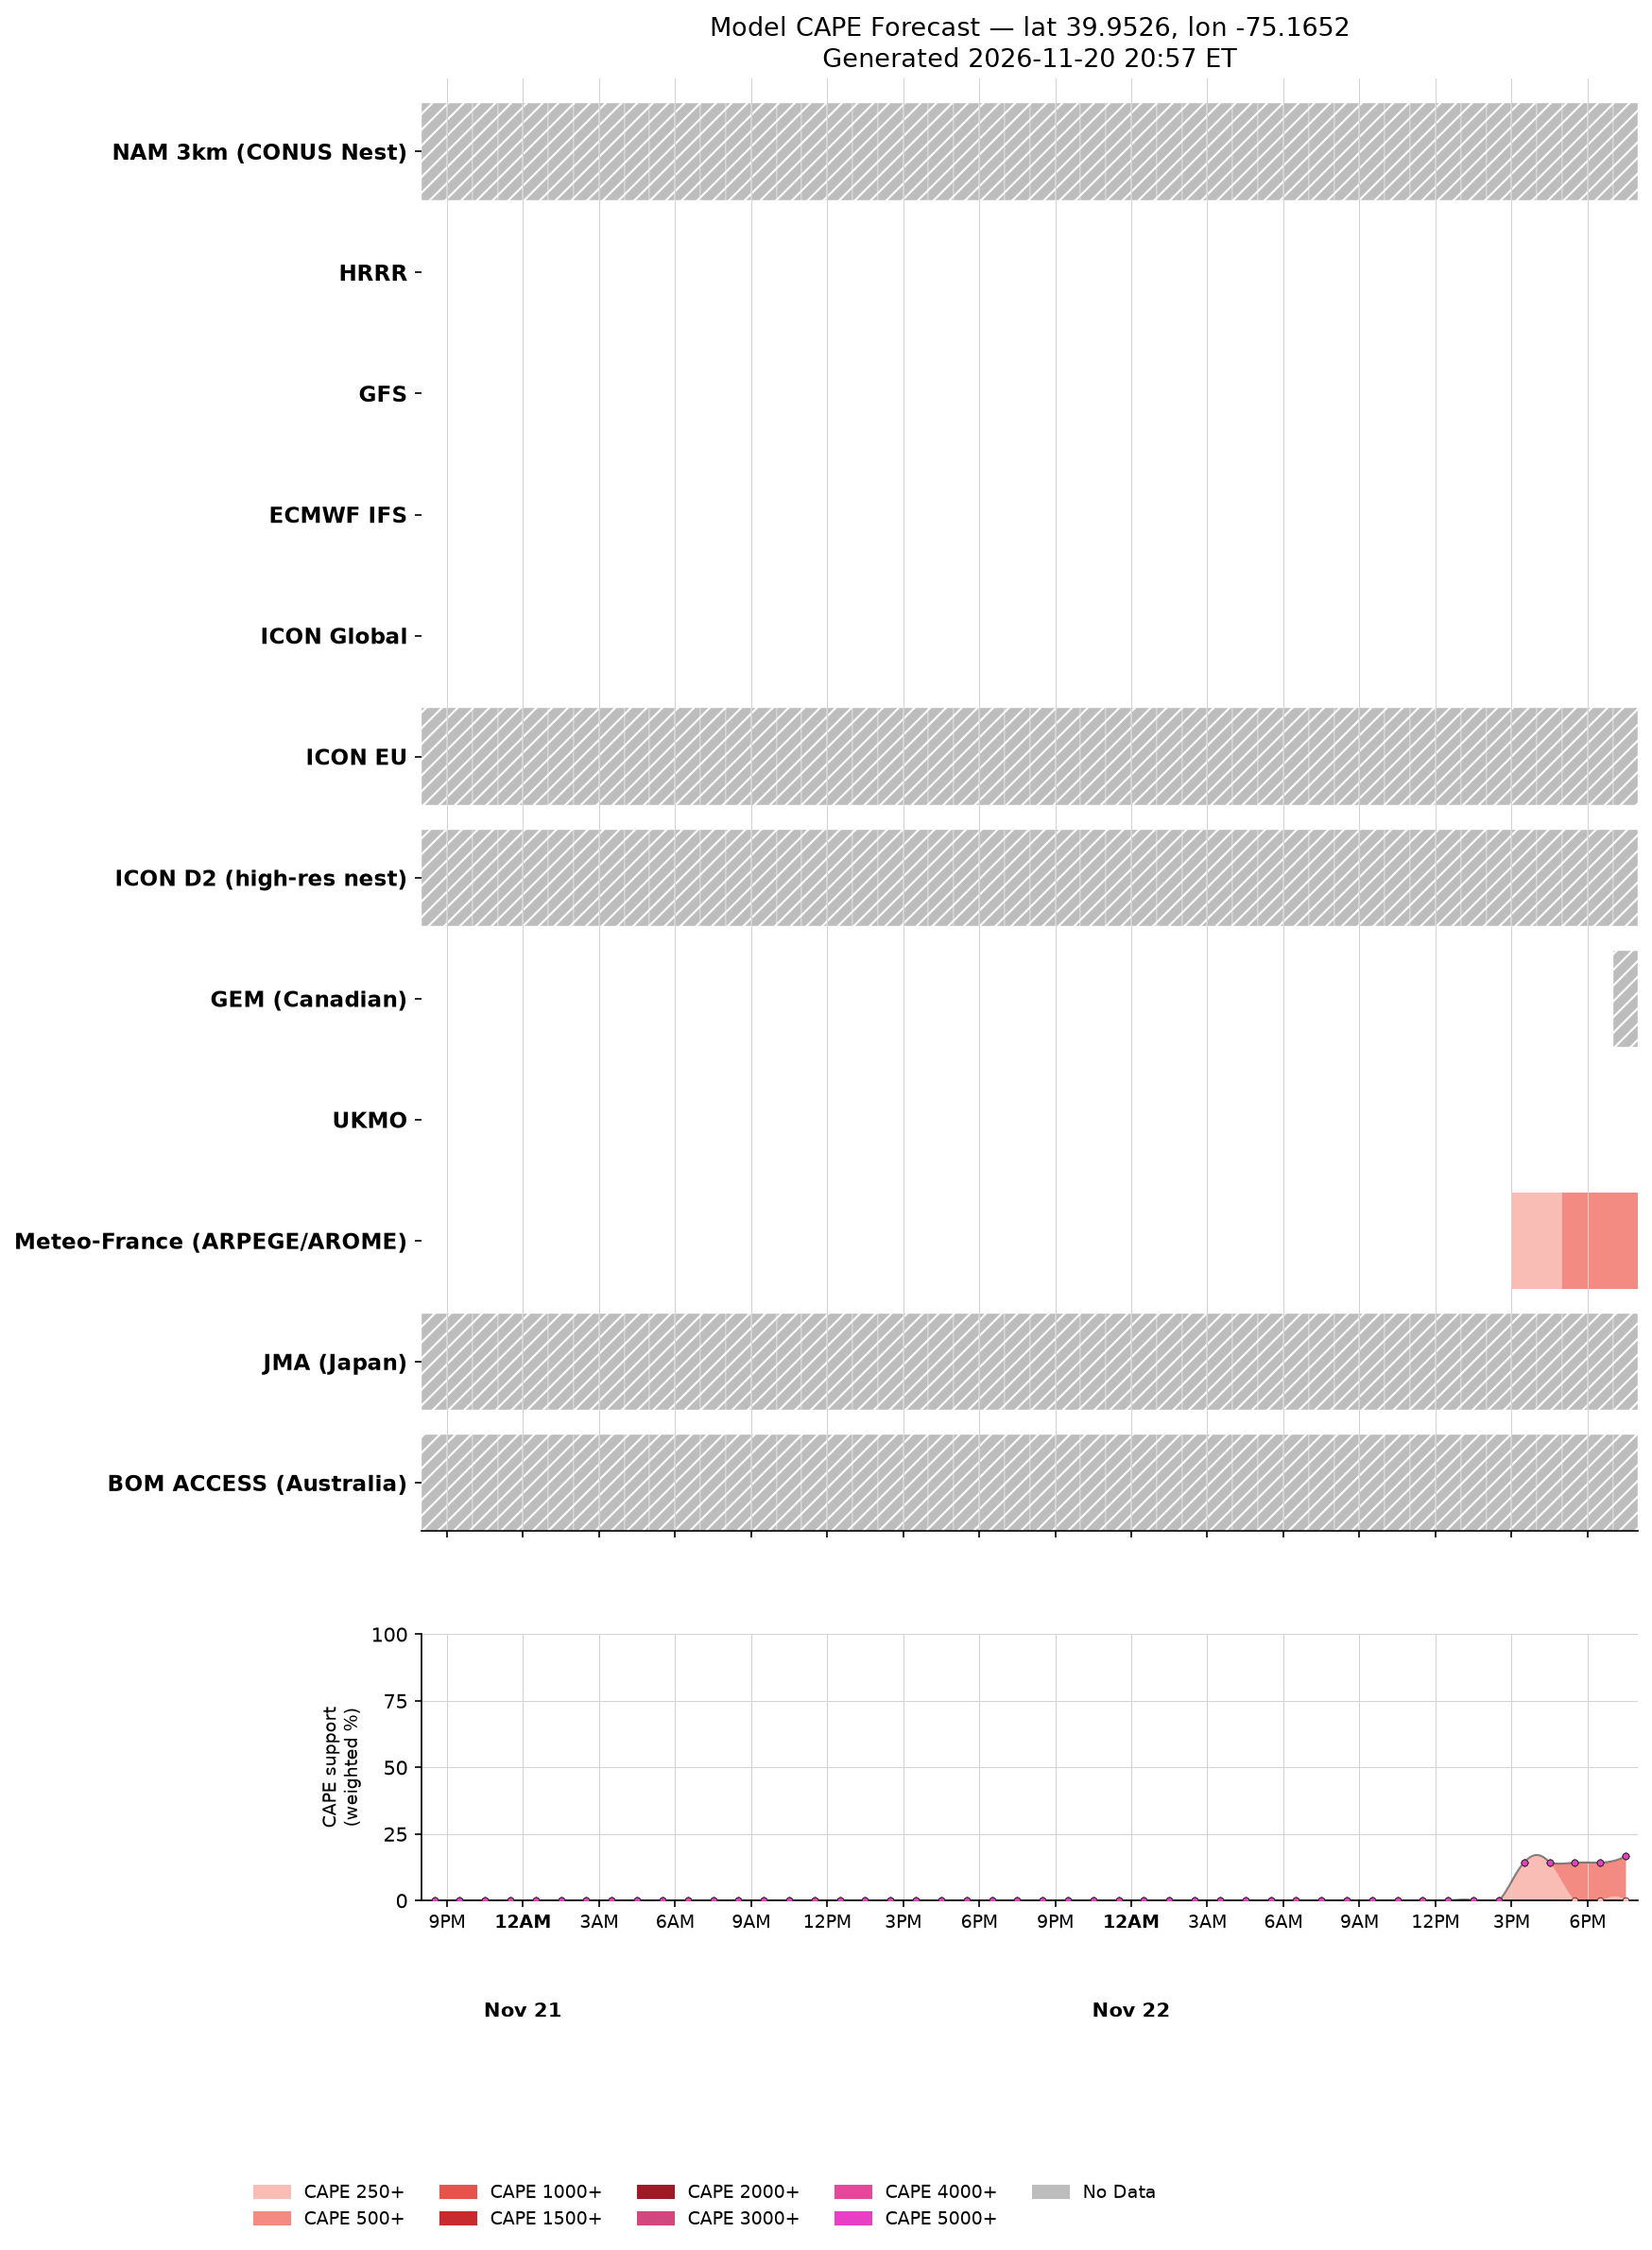 Model CAPE Forecast — lat 39.9526, lon -75.1652
Generated 2026-11-20 20:57 ET
NAM 3km (CONUS Nest)
HRRR
GFS
ECMWF IFS
ICON Global
ICON EU
ICON D2 (high-res nest)
GEM (Canadian)
UKMO
Meteo-France (ARPEGE/AROME)
JMA (Japan)
BOM ACCESS (Australia)
CAPE support
(weighted %)
100
75
50
25
0
9PM 12AM 3AM 6AM 9AM 12PM 3PM 6PM 9PM 12AM 3AM 6AM 9AM 12PM 3PM 6PM
Nov 21 Nov 22
CAPE 250+ CAPE 1000+ CAPE 2000+ CAPE 4000+ No Data
CAPE 500+ CAPE 1500+ CAPE 3000+ CAPE 5000+